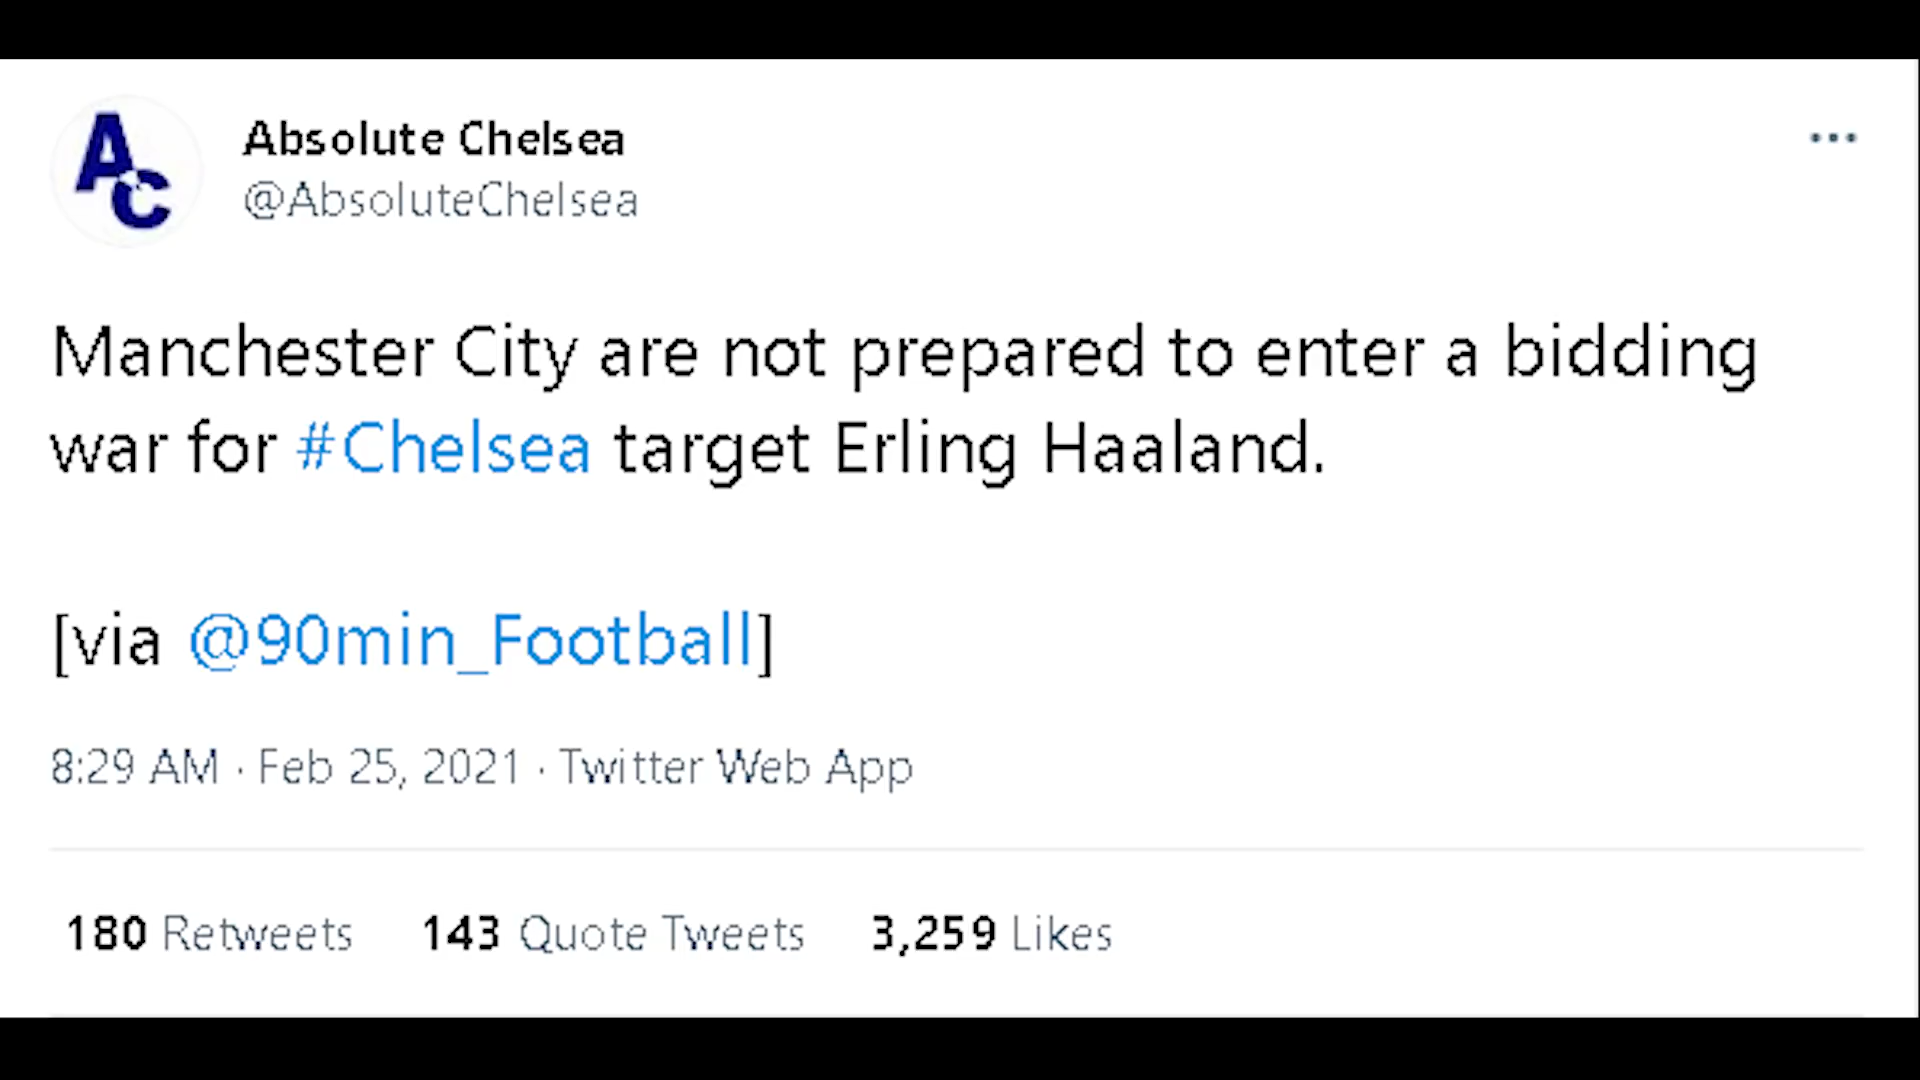 AC
Absolute Chelsea
@AbsoluteChelsea
Manchester City are not prepared to enter a bidding
war for #Chelsea target Erling Haaland.
[via @90min_Football]
8:29 AM · Feb 25, 2021 · Twitter Web App
180 Retweets 143 Quote Tweets 3,259 Likes